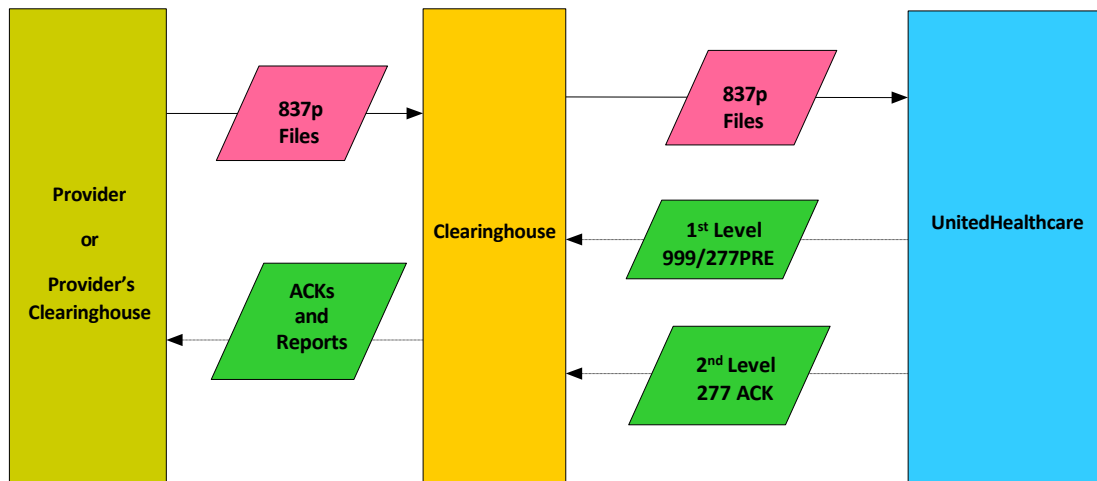 Provider
or
Provider's
Clearinghouse
837p
Files
ACKs
and
Reports
Clearinghouse
837p
Files
1st Level
999/277PRE
2nd Level
277 ACK
UnitedHealthcare